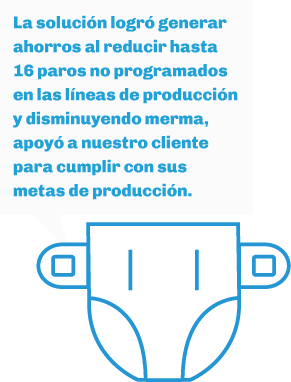 La solución logró generar
ahorros al reducir hasta
16 paros no programados
en las líneas de producción
y disminuyendo merma,
apoyó a nuestro cliente
para cumplir con sus
metas de producción.